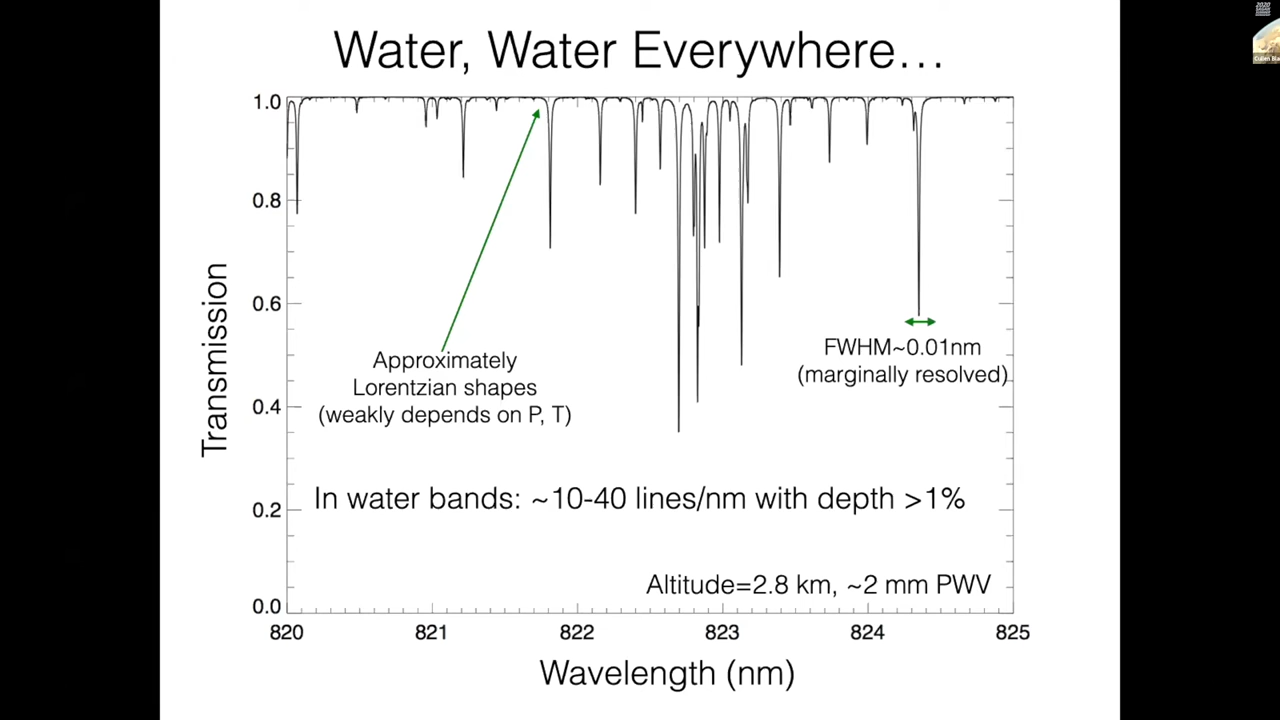 Water, Water Everywhere…
1.0
0.8
0.6
0.4
0.2
0.0
Transmission
Approximately
Lorentzian shapes
(weakly depends on P, T)
FWHM~0.01nm
(marginally resolved)
In water bands: ~10-40 lines/nm with depth >1%
Altitude=2.8 km, ~2 mm PWV
820 821 822 823 824 825
Wavelength (nm)